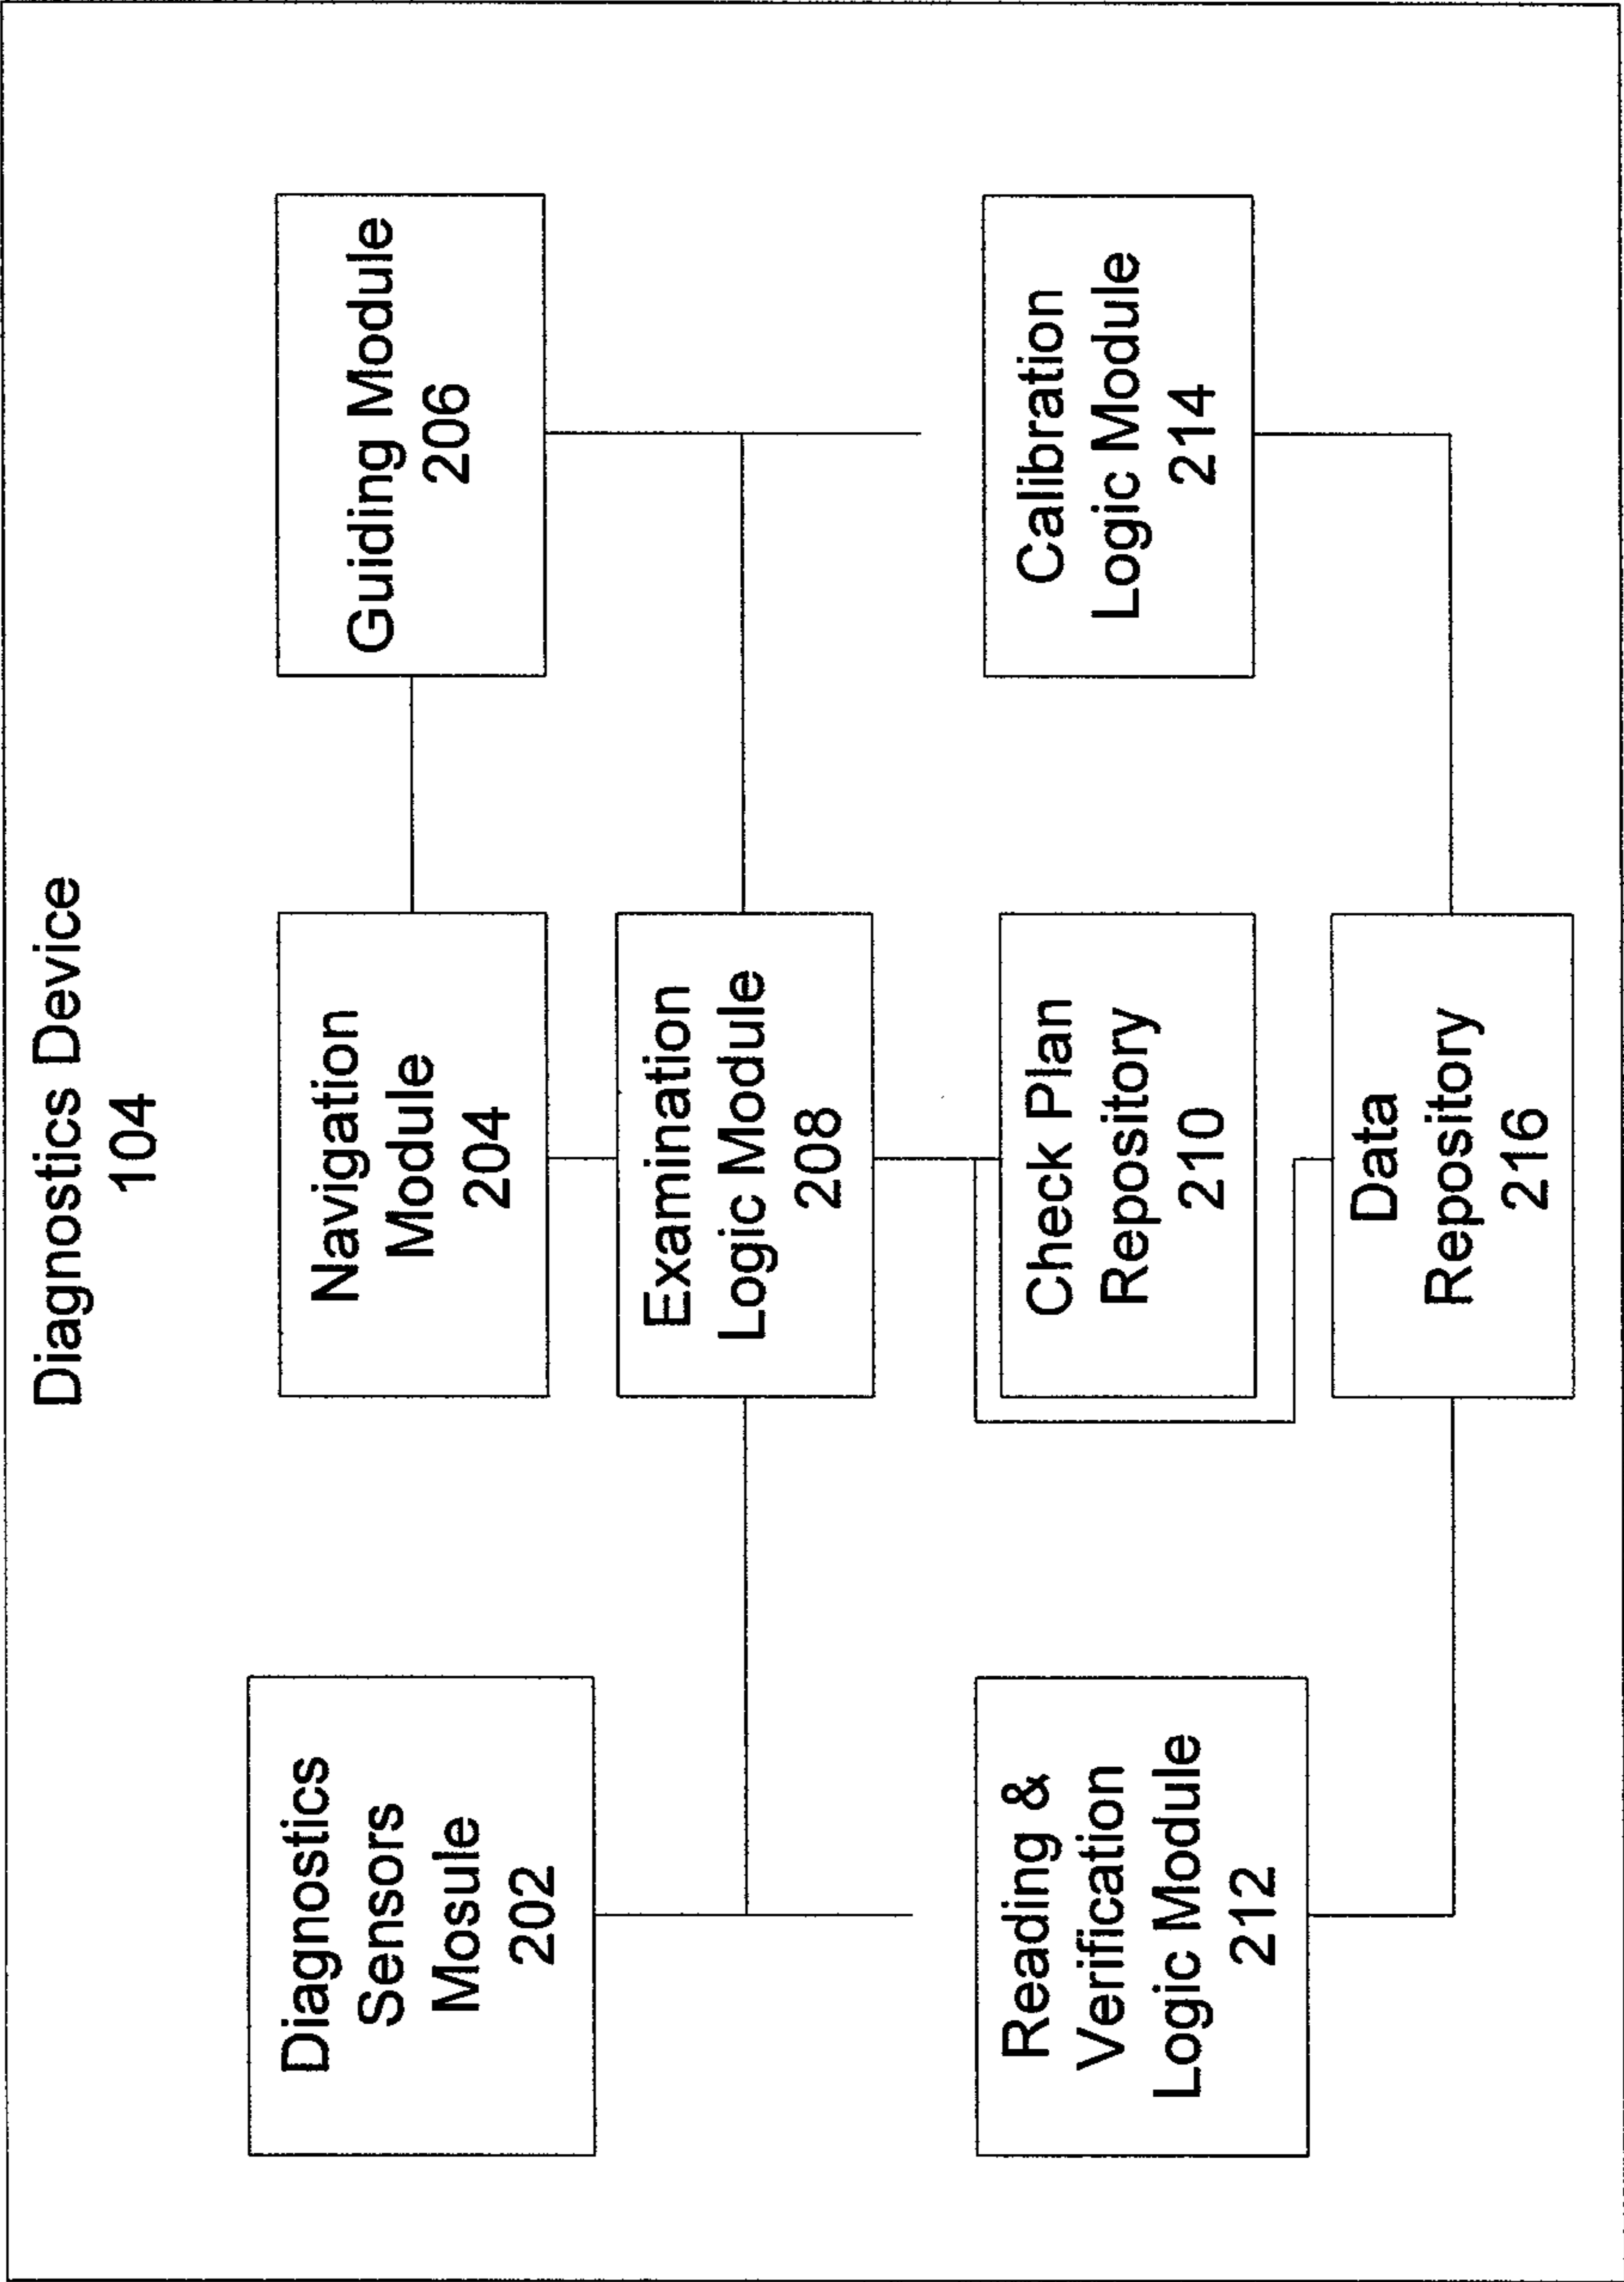 Diagnostics Device
104
Diagnostics
Sensors
Mosule
202
Navigation
Module
204
Guiding Module
206
Examination
Logic Module
208
Reading &
Verification
Logic Module
212
Check Plan
Repository
210
Calibration
Logic Module
214
Data
Repository
216